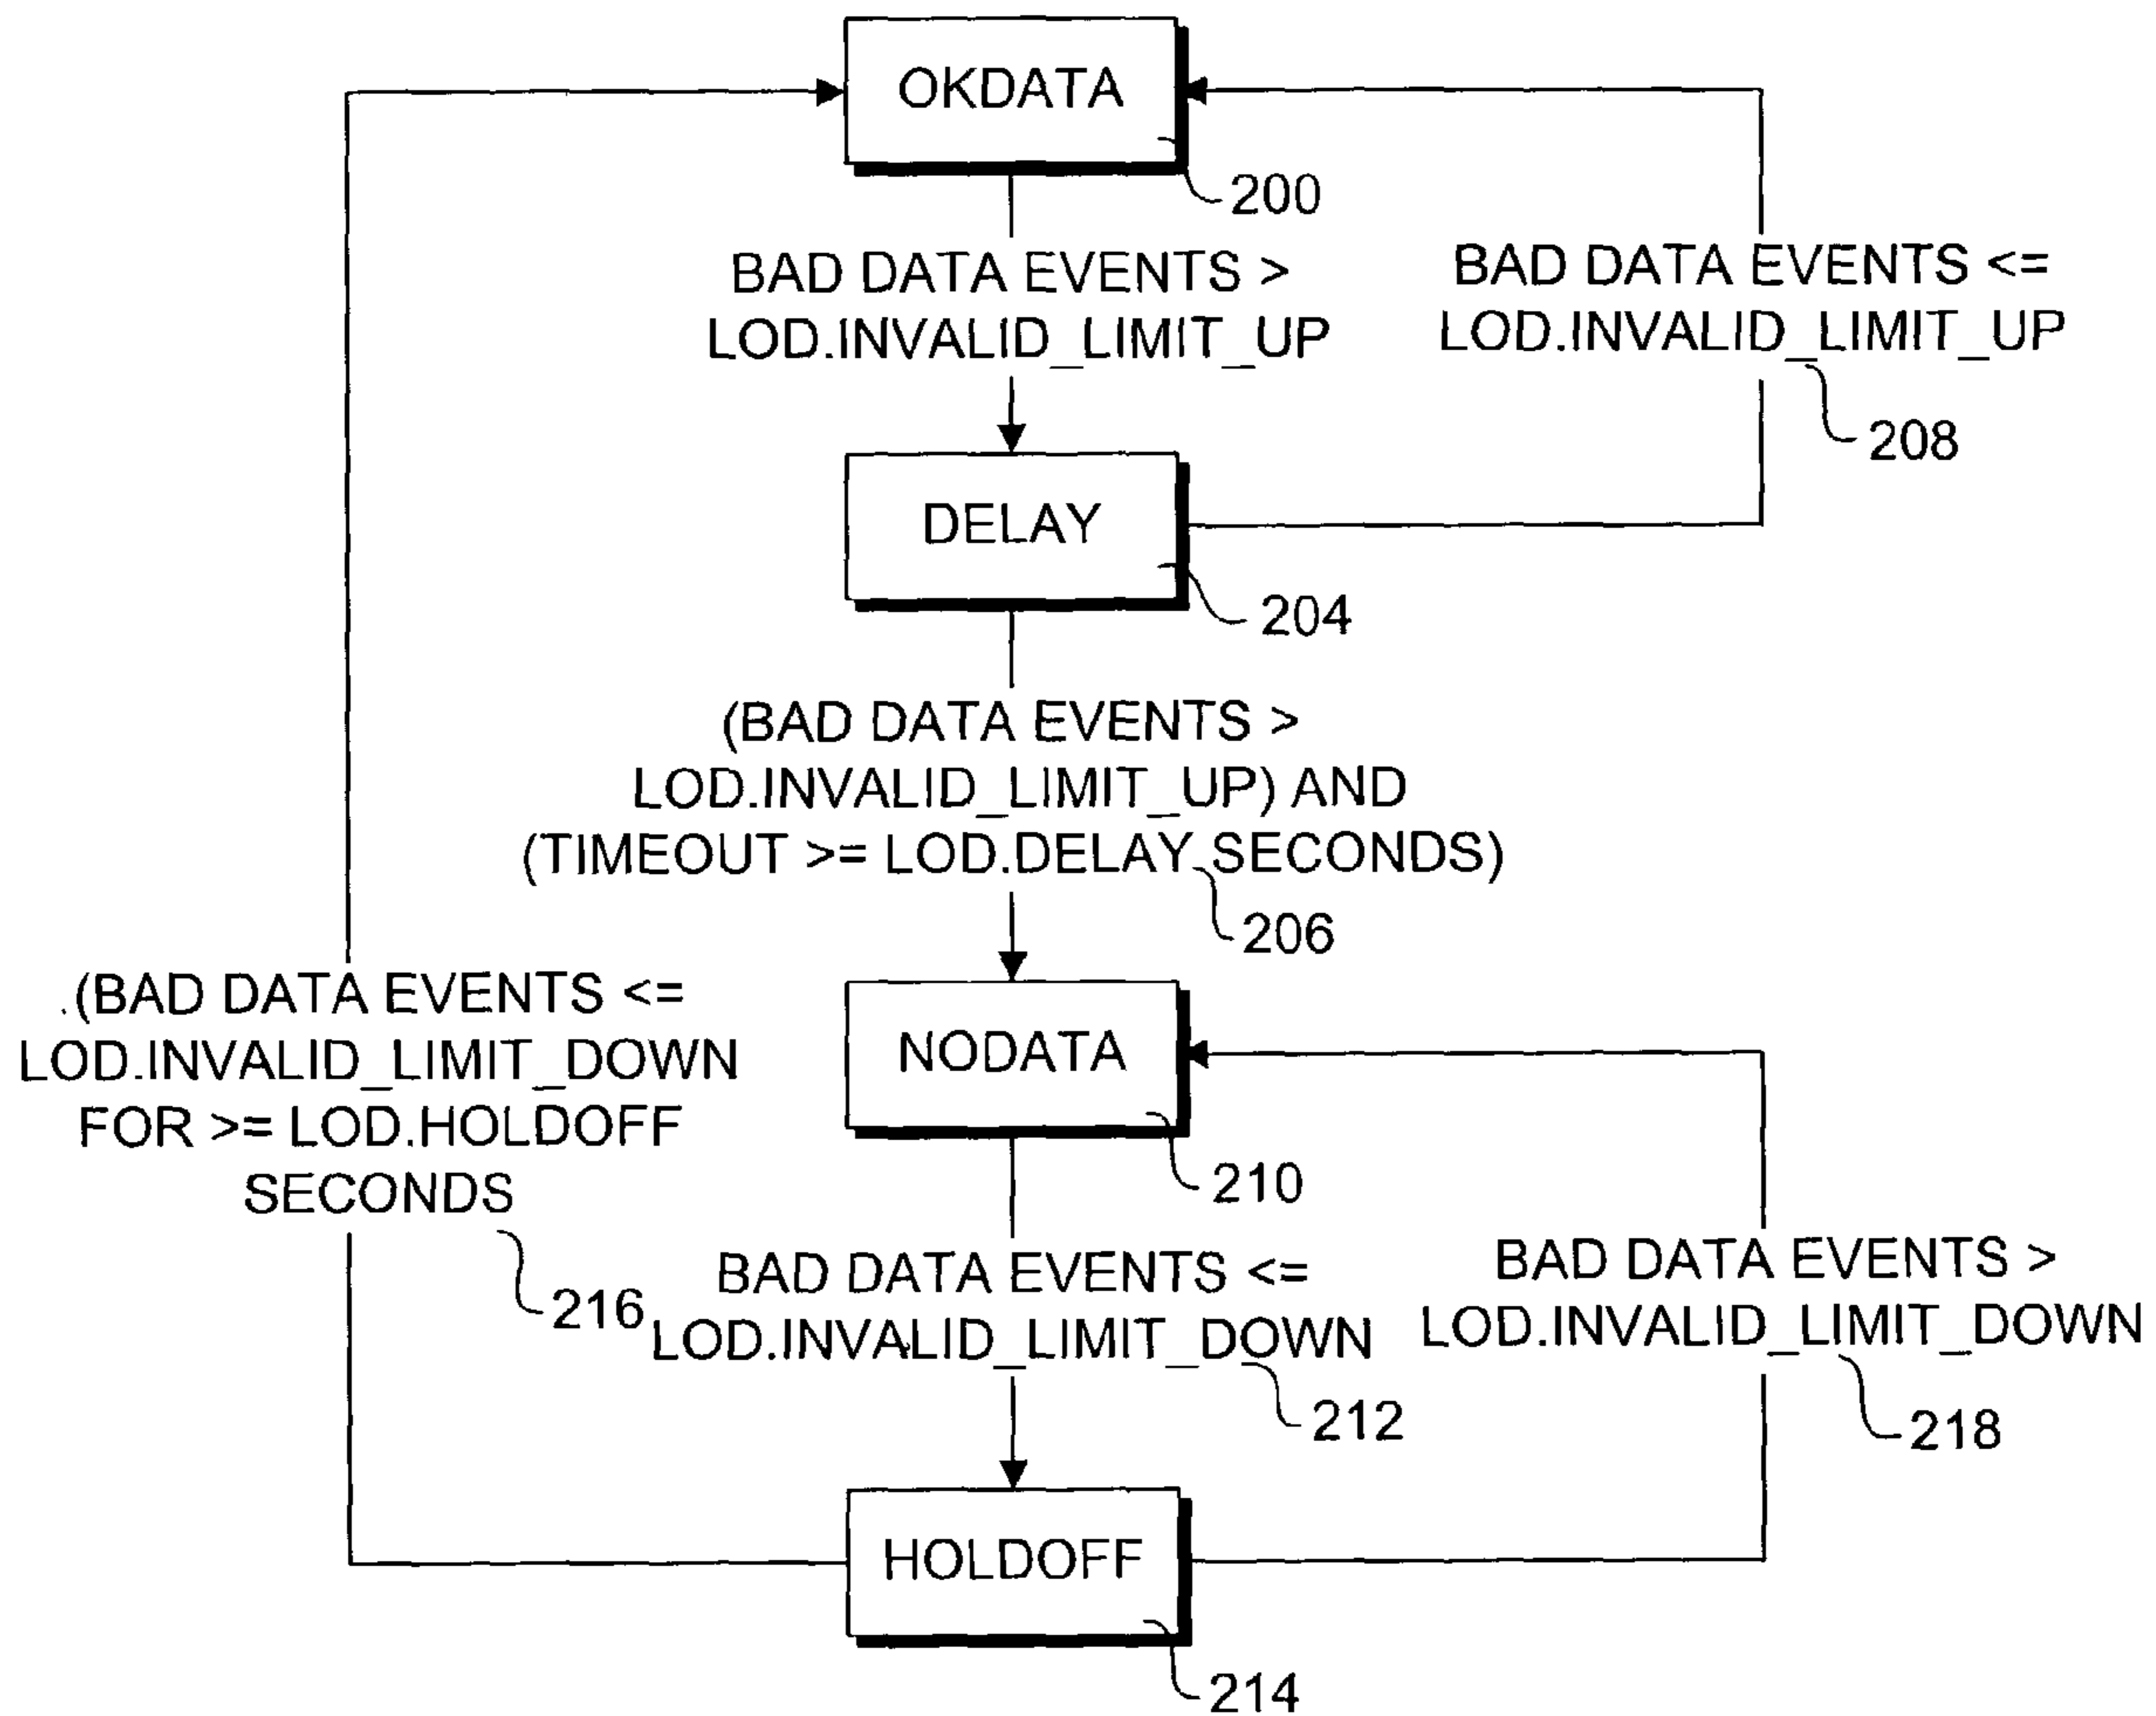 OKDATA
200
BAD DATA EVENTS >
LOD.INVALID_LIMIT_UP
BAD DATA EVENTS <=
LOD.INVALID_LIMIT_UP
208
DELAY
204
(BAD DATA EVENTS >
LOD.INVALID_LIMIT_UP) AND
(TIMEOUT >= LOD.DELAY SECONDS)
206
.(BAD DATA EVENTS <=
LOD.INVALID_LIMIT_DOWN
FOR >= LOD.HOLDOFF
SECONDS
216
NODATA
210
BAD DATA EVENTS <=
LOD.INVALID_LIMIT_DOWN
212
BAD DATA EVENTS >
LOD.INVALID_LIMIT_DOWN
218
HOLDOFF
214